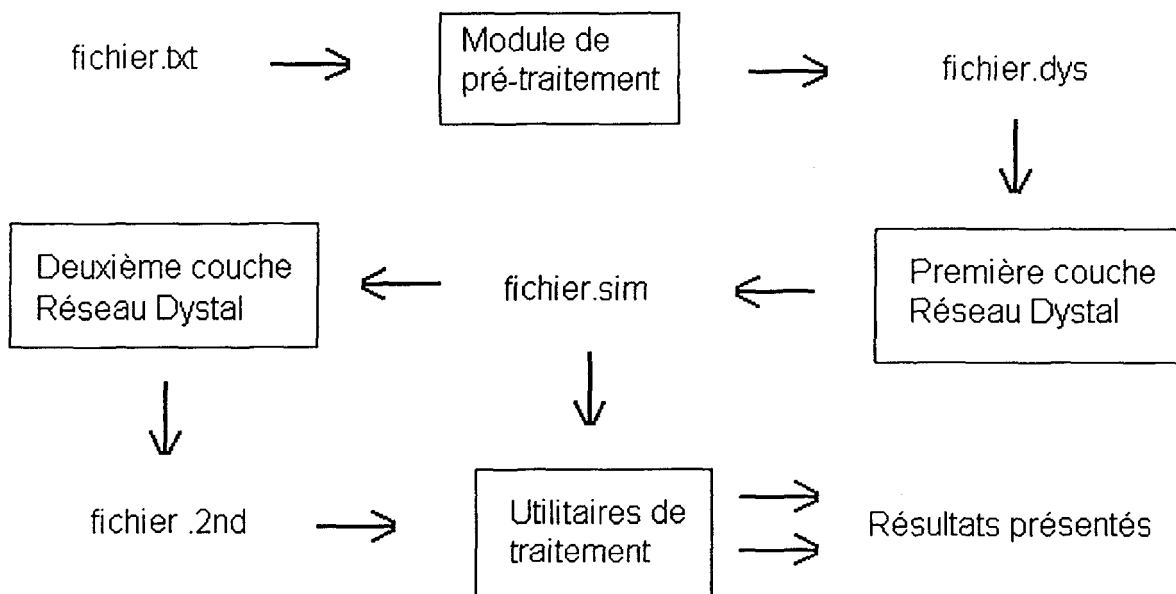 fichier.txt
Module de
pré-traitement
fichier.dys
Deuxième couche
Réseau Dystal
fichier.sim
Première couche
Réseau Dystal
fichier .2nd
Utilitaires de
traitement
Résultats présentés